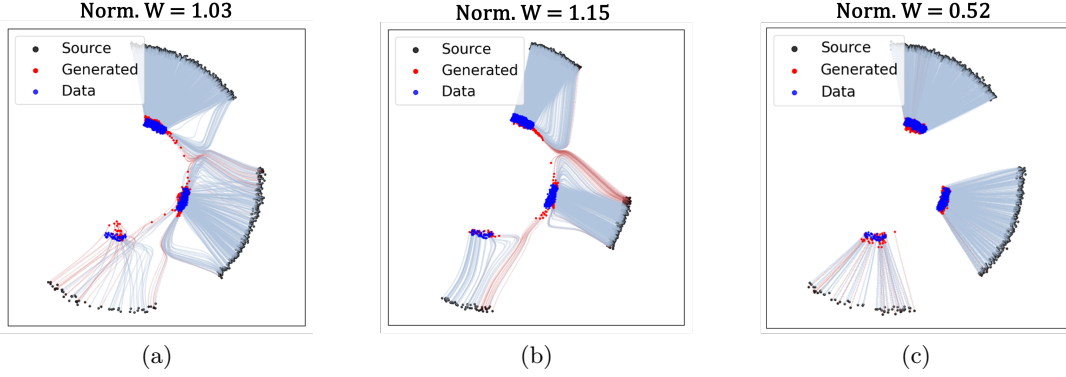 Norm. W = 1.03
Source
Generated
Data
(a)
Norm. W = 1.15
Source
Generated
Data
(b)
Norm. W = 0.52
Source
Generated
Data
(c)